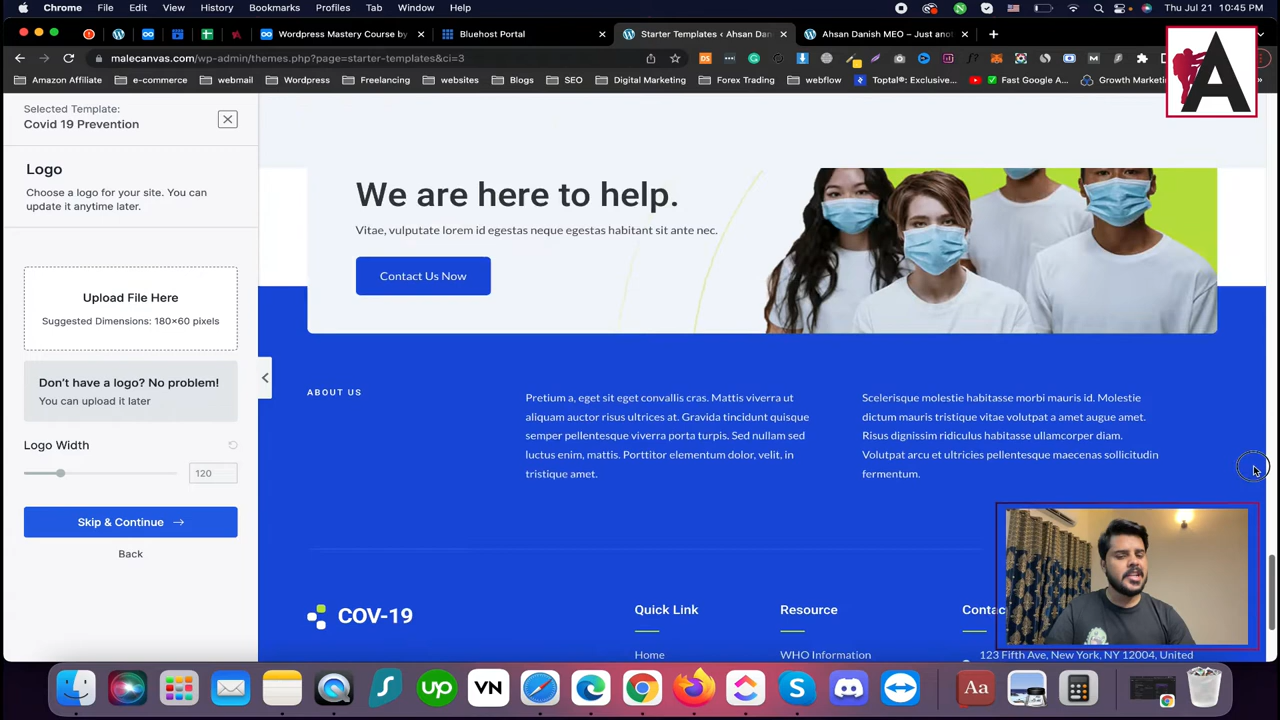 Chrome File Edit View History Bookmarks Profiles Tab Window Help
Thu Jul 21 10:45 PM
Wordpress Mastery Course by
Bluehost Portal
Starter Templates ‹ Ahsan Dan
Ahsan Danish MEO – Just anot
malecanvas.com/wp-admin/themes.php?page=starter-templates&ci=3
Amazon Affiliate e-commerce webmail Wordpress Freelancing Websites Blogs SEO Digital Marketing Forex Trading webflow Toptal®: Exclusive... Fast Google A... Growth Marketi
A
Selected Template:
Covid 19 Prevention
Logo
Choose a logo for your site. You can
update it anytime later.
Upload File Here
Suggested Dimensions: 180×60 pixels
Don't have a logo? No problem!
You can upload it later
Logo Width
120
Skip & Continue
Back
We are here to help.
Vitae, vulputate lorem id egestas neque egestas habitant sit ante nec.
Contact Us Now
ABOUT US
Pretium a, eget sit eget convallis cras. Mattis viverra ut
aliquam auctor risus ultrices at. Gravida tincidunt quisque
semper pellentesque viverra porta turpis. Sed nullam sed
luctus enim, mattis. Porttitor elementum dolor, velit, in
tristique amet.
Scelerisque molestie habitasse morbi mauris id. Molestie
dictum mauris tristique vitae volutpat a amet augue amet.
Risus dignissim ridiculus habitasse ullamcorper diam.
Volutpat arcu et ultricies pellentesque maecenas sollicitudin
fermentum.
COV-19
Quick Link
Home
Resource
WHO Information
Contac
123 Fifth Ave, New York, NY 12004, United
up
VN
Aa